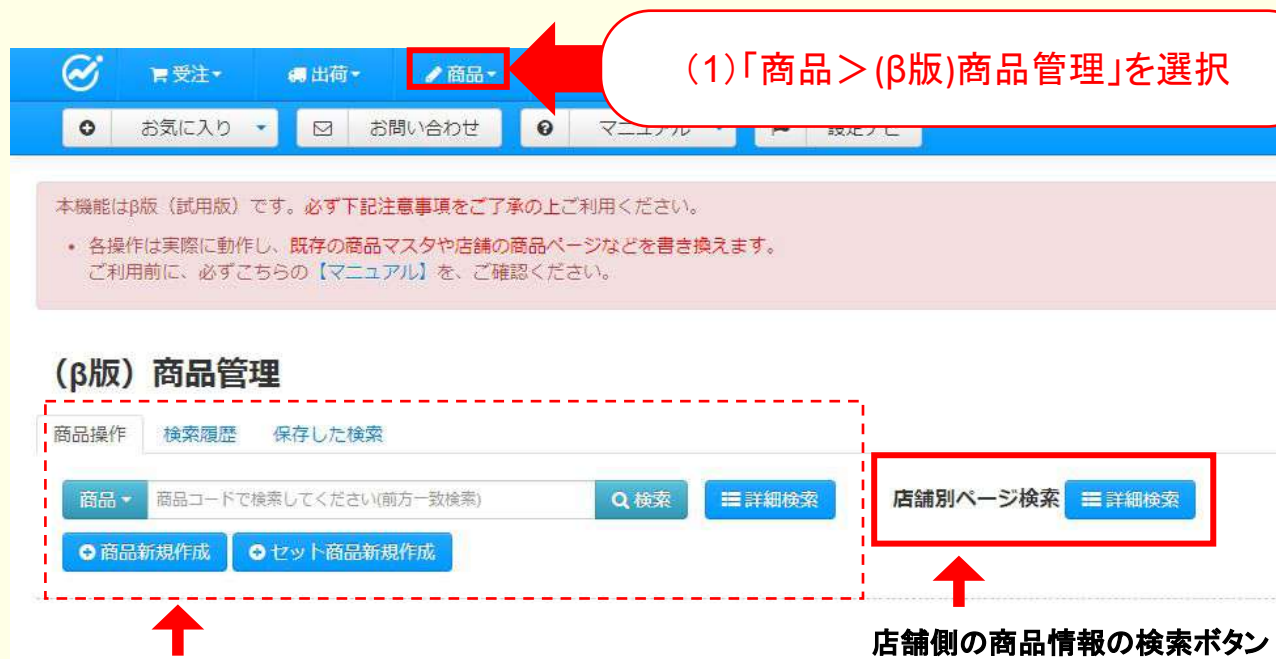 (1)「商品＞(β版)商品管理」を選択
受注 出荷 商品
お気に入り お問い合わせ マニュアル 設定ナビ
本機能はβ版（試用版）です。必ず下記注意事項をご了承の上ご利用ください。
• 各操作は実際に動作し、既存の商品マスタや店舗の商品ページなどを書き換えます。
ご利用前に、必ずこちらの【マニュアル】を、ご確認ください。
（β版）商品管理
商品操作 検索履歴 保存した検索
商品 商品コードで検索してください(前方一致検索) 検索 詳細検索 店舗別ページ検索 詳細検索
商品新規作成 セット商品新規作成
店舗側の商品情報の検索ボタン